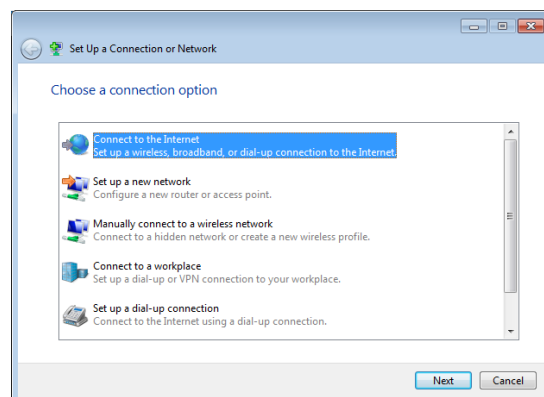 Set Up a Connection or Network
Choose a connection option
Connect to the Internet
Set up a wireless, broadband, or dial-up connection to the Internet.
Set up a new network
Configure a new router or access point.
Manually connect to a wireless network
Connect to a hidden network or create a new wireless profile.
Connect to a workplace
Set up a dial-up or VPN connection to your workplace.
Set up a dial-up connection
Connect to the Internet using a dial-up connection.
Next Cancel